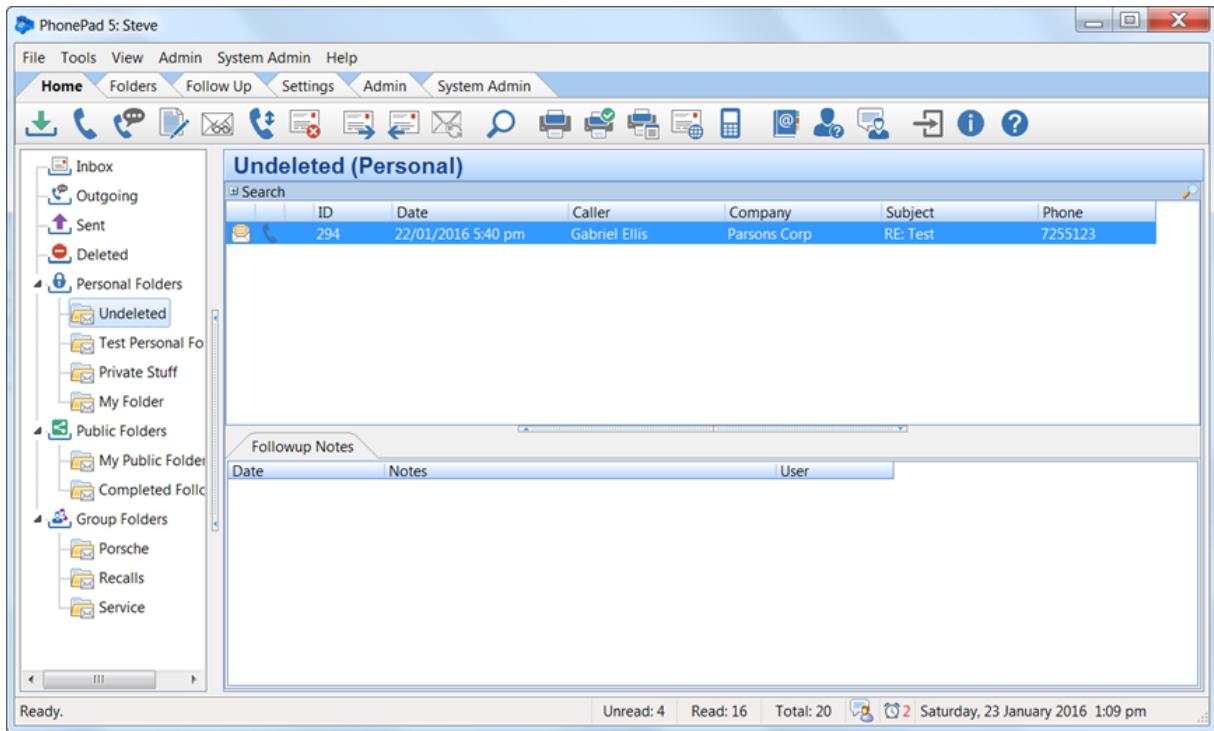 PhonePad 5: Steve
File Tools View Admin System Admin Help
Home Folders Follow Up Settings Admin System Admin
Inbox
Outgoing
Sent
Deleted
Personal Folders
Undeleted
Test Personal Fo
Private Stuff
My Folder
Public Folders
My Public Folder
Completed Follo
Group Folders
Porsche
Recalls
Service
Undeleted (Personal)
Search
ID Date Caller Company Subject Phone
294 22/01/2016 5:40 pm Gabriel Ellis Parsons Corp RE: Test 7255123
Followup Notes
Date Notes User
Ready. Unread: 4 Read: 16 Total: 20 2 Saturday, 23 January 2016 1:09 pm